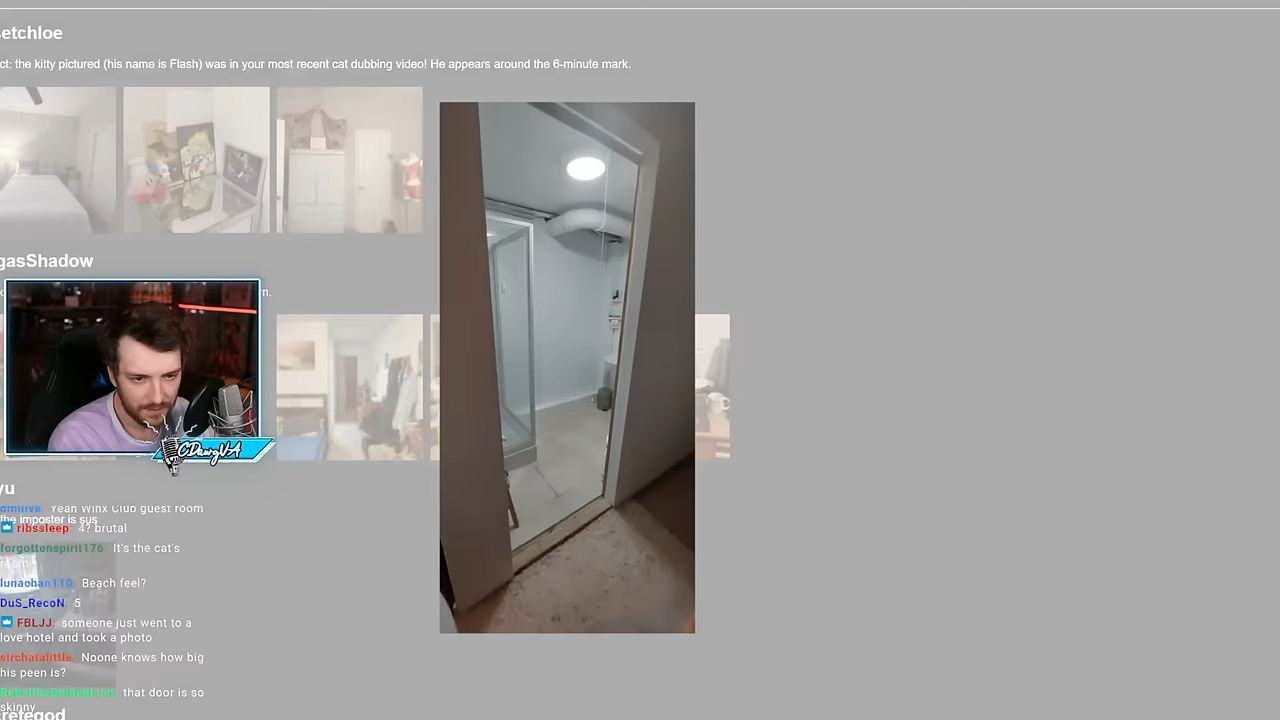 etchloe
ct: the kitty pictured (his name is Flash) was in your most recent cat dubbing video! He appears around the 6-minute mark.
gasShadow
n.
CDawgVA
yu
Yeah Winx Club guest room
the imposter is sus
ribssleep 4? brutal
forgottenspirit176 It's the cat's
room
lunaohan110 Beach feel?
DuS_RecoN 5
FBLJJ: someone just went to a
love hotel and took a photo
sirchatalittle Noone knows how big
his peen is?
that door is so
skinny
retegod